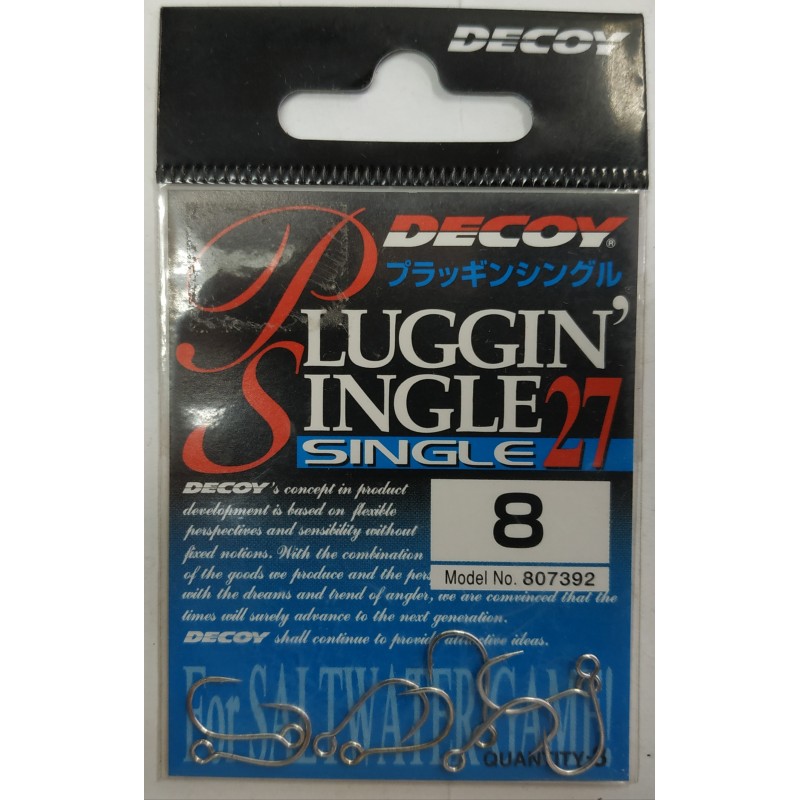 DECOY
DECOY®
プラッギンシングル
PLUGGIN'
SINGLE 27
SINGLE
DECOY's concept in product
development is based on flexible
perspectives and sensibility without
fixed notions. With the combination
of the goods we produce and the
with the dreams and trend of angler, we are comvinced that the
times will surely advance to the next generation.
DECOY shall continue to provide attractive ideas.
8
Model No. 807392
For SALTWATER GAME!
QUANTITY